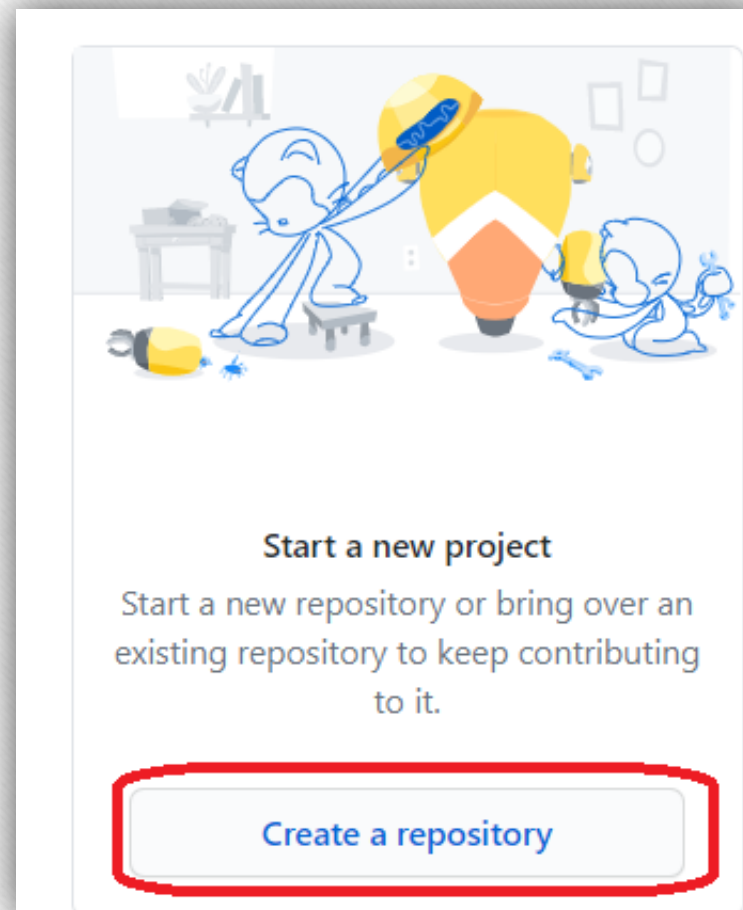 Start a new project
Start a new repository or bring over an
existing repository to keep contributing
to it.
Create a repository